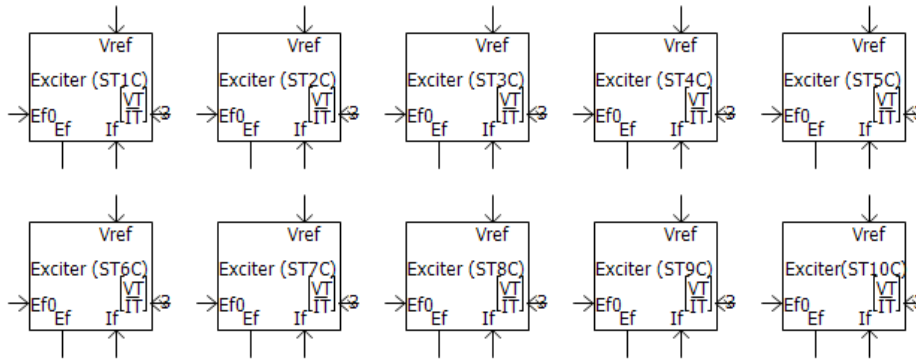 Vref Vref Vref Vref Vref
Exciter (ST1C) Exciter (ST2C) Exciter (ST3C) Exciter (ST4C) Exciter (ST5C)
VT VT VT VT VT
Ef0 IT 3 Ef0 IT 3 Ef0 IT 3 Ef0 IT 3 Ef0 IT
Ef If Ef If Ef If Ef If Ef If
Vref Vref Vref Vref Vref
Exciter (ST6C) Exciter (ST7C) Exciter (ST8C) Exciter (ST9C) Exciter(ST10C)
VT VT VT VT VT
Ef0 IT 3 Ef0 IT 3 Ef0 IT 3 Ef0 IT 3 Ef0 IT
Ef If Ef If Ef If Ef If Ef If